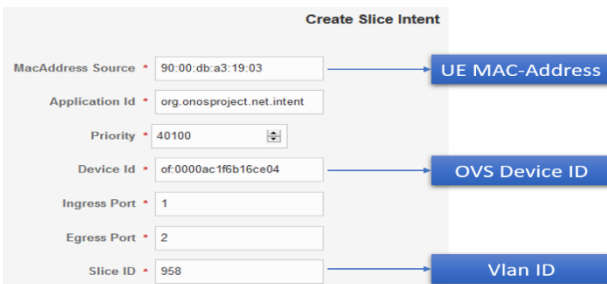 Create Slice Intent
MacAddress Source * 90:00:db:a3:19:03
UE MAC-Address
Application Id * org.onosproject.net.intent
Priority * 40100
Device Id * of:0000ac1f6b16ce04
OVS Device ID
Ingress Port * 1
Egress Port * 2
Slice ID * 958
Vlan ID